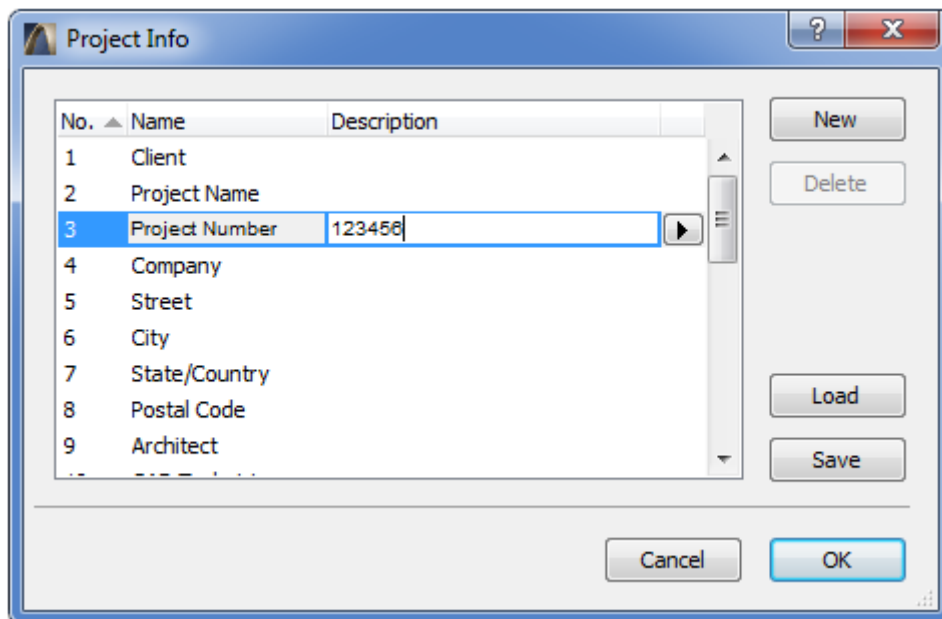 Project Info
No. Name Description
New
1 Client
Delete
2 Project Name
3 Project Number 123456
4 Company
5 Street
6 City
7 State/Country
Load
8 Postal Code
9 Architect
Save
Cancel OK